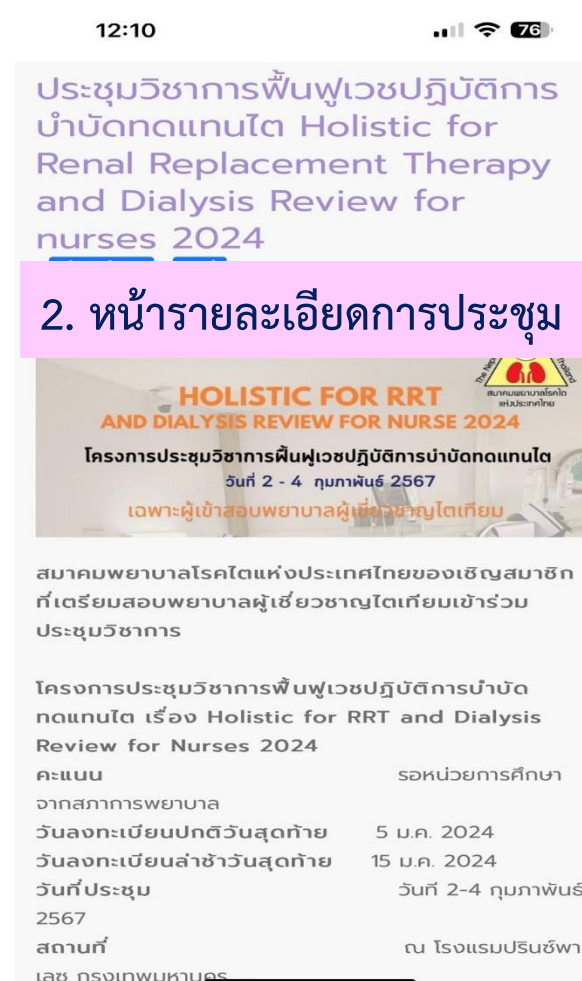 12:10
76
ประชุมวิชาการฟื้นฟูเวชปฏิบัติการ
บำบัดทดแทนไต Holistic for
Renal Replacement Therapy
and Dialysis Review for
nurses 2024
2. หน้ารายละเอียดการประชุม
สมาคมพยาบาลโรคไต
แห่งประเทศไทย
HOLISTIC FOR RRT
AND DIALYSIS REVIEW FOR NURSE 2024
โครงการประชุมวิชาการฟื้นฟูเวชปฏิบัติการบำบัดทดแทนไต
วันที่ 2 - 4 กุมภาพันธ์ 2567
เฉพาะผู้เข้าสอบพยาบาลผู้เชี่ยวชาญไตเทียม
สมาคมพยาบาลโรคไตแห่งประเทศไทยของเชิญสมาชิก
ที่เตรียมสอบพยาบาลผู้เชี่ยวชาญไตเทียมเข้าร่วม
ประชุมวิชาการ
โครงการประชุมวิชาการฟื้นฟูเวชปฏิบัติการบำบัด
ทดแทนไต เรื่อง Holistic for RRT and Dialysis
Review for Nurses 2024
คะแนน รอหน่วยการศึกษา
จากสภาการพยาบาล
วันลงทะเบียนปกติวันสุดท้าย 5 ม.ค. 2024
วันลงทะเบียนล่าช้าวันสุดท้าย 15 ม.ค. 2024
วันที่ประชุม วันที่ 2-4 กุมภาพันธ์
2567
สถานที่ ณ โรงแรมปรินซ์พา
เลซ กรุงเทพมหานคร